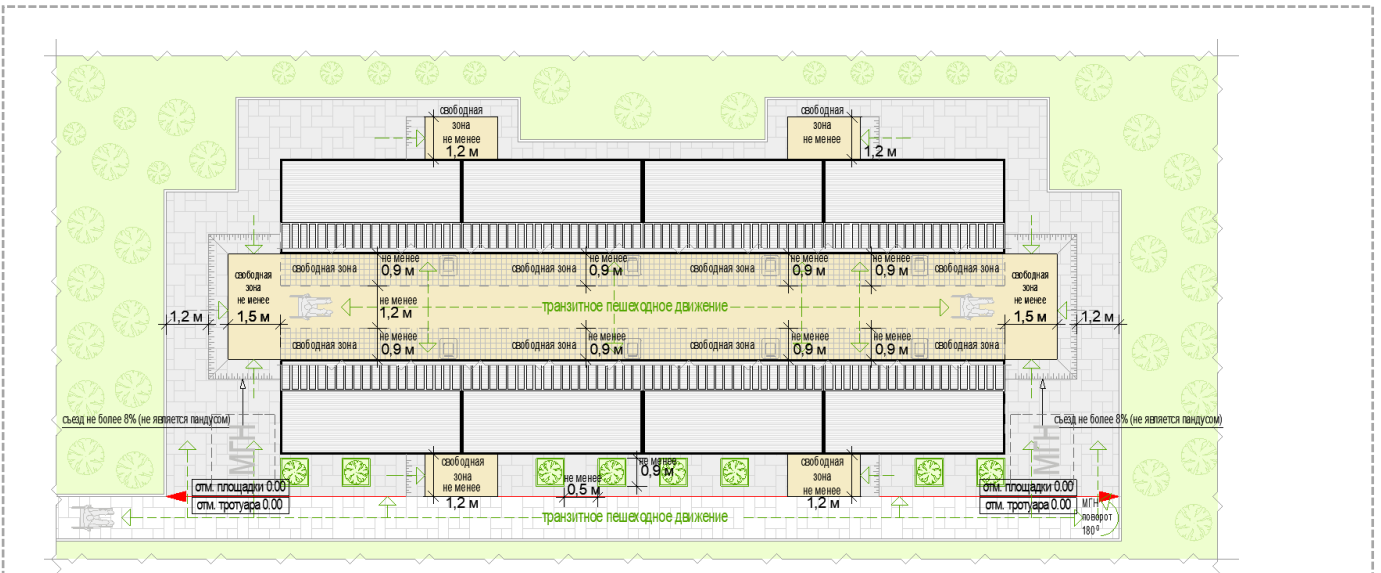 свободная
зона
не менее
1,2 м
свободная
зона
не менее
1,2 м
не менее
0,9 м
не менее
0,9 м
не менее
0,9 м
не менее
0,9 м
свободная зона
свободная зона
свободная зона
свободная зона
свободная
зона
не менее
1,5 м
1,2 м
не менее
1,2 м
транзитное пешеходное движение
свободная
зона
не менее
1,5 м
1,2 м
не менее
0,9 м
не менее
0,9 м
не менее
0,9 м
не менее
0,9 м
свободная зона
свободная зона
свободная зона
свободная зона
съезд не более 8% (не является пандусом)
съезд не более 8% (не является пандусом)
МГН
МГН
свободная
зона
не менее
1,2 м
не менее
0,9 м
не менее
0,5 м
свободная
зона
не менее
1,2 м
отм. площадки 0.00
отм. тротуара 0.00
отм. площадки 0.00
отм. тротуара 0.00
транзитное пешеходное движение
МГН
поворот
180°